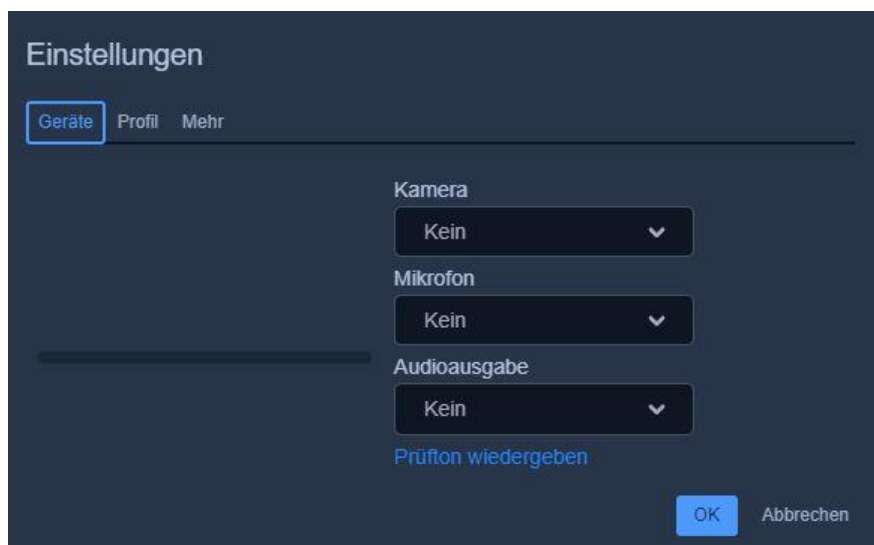 Einstellungen
Geräte Profil Mehr
Kamera
Kein
Mikrofon
Kein
Audioausgabe
Kein
Prüfton wiedergeben
OK Abbrechen